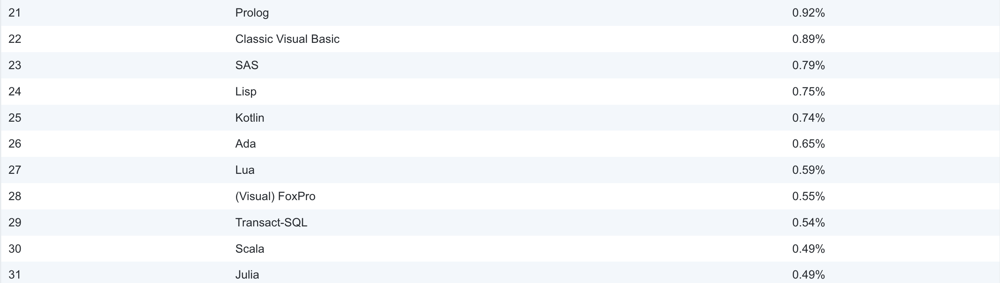 21 Prolog 0.92%
22 Classic Visual Basic 0.89%
23 SAS 0.79%
24 Lisp 0.75%
25 Kotlin 0.74%
26 Ada 0.65%
27 Lua 0.59%
28 (Visual) FoxPro 0.55%
29 Transact-SQL 0.54%
30 Scala 0.49%
31 Julia 0.49%